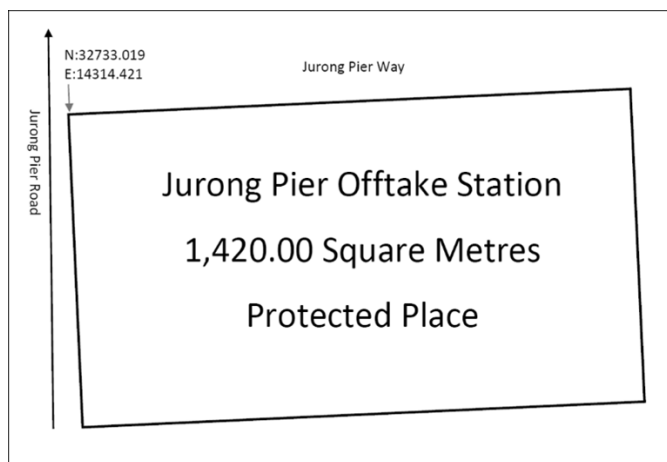 N:32733.019
E:14314.421
Jurong Pier Way
Jurong Pier Road
Jurong Pier Offtake Station
1,420.00 Square Metres
Protected Place